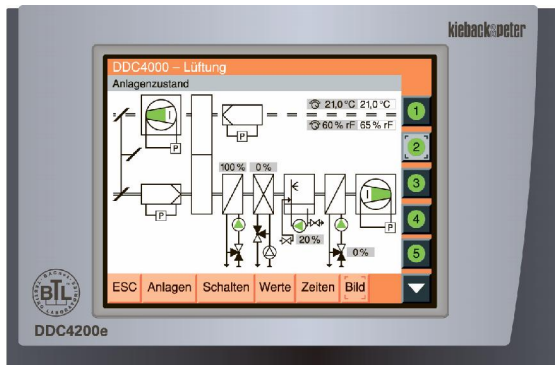 kieback&peter
DDC4000 – Lüftung
Anlagenzustand
21,0 °C 21,0 °C
60 % rF 65 % rF
1
P
2
P
100 % 0 %
3
4
P
P
20 %
0 %
5
ESC Anlagen Schalten Werte Zeiten Bild
BTL
DDC4200e